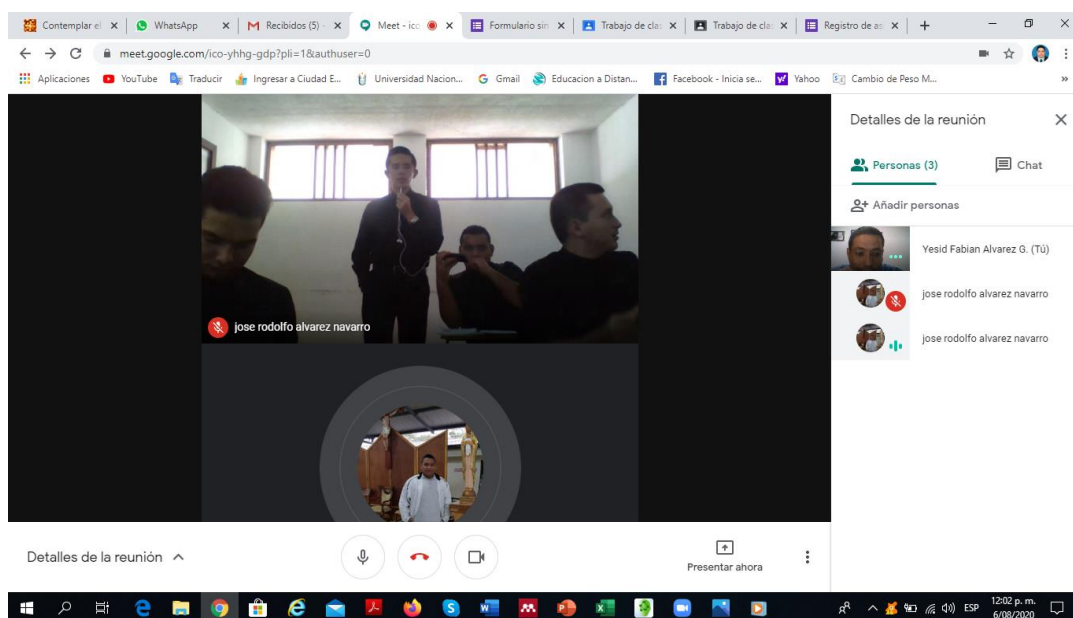 Contemplar el
WhatsApp
Recibidos (5) -
Meet - icc
Formulario sin
Trabajo de clas
Trabajo de clas
Registro de as
meet.google.com/ico-yhhg-gdp?pli=1&authuser=0
Aplicaciones
YouTube
Traducir
Ingresar a Ciudad E...
Universidad Nacion...
Gmail
Educacion a Distan...
Facebook - Inicia se...
Yahoo
Cambio de Peso M...
»
Detalles de la reunión
Personas (3)
Chat
Añadir personas
Yesid Fabian Alvarez G. (Tú)
jose rodolfo alvarez navarro
jose rodolfo alvarez navarro
jose rodolfo alvarez navarro
Detalles de la reunión
Presentar ahora
ESP
12:02 p. m.
6/08/2020